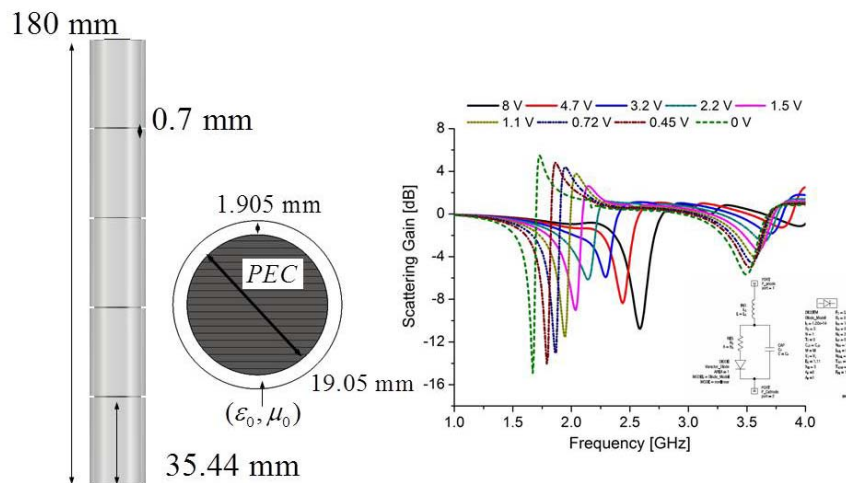 180 mm
0.7 mm
1.905 mm
PEC
19.05 mm
(ε₀, μ₀)
35.44 mm
8 V 4.7 V 3.2 V 2.2 V 1.5 V
1.1 V 0.72 V 0.45 V 0 V
Scattering Gain [dB]
8
4
0
-4
-8
-12
-16
1.0 1.5 2.0 2.5 3.0 3.5 4.0
Frequency [GHz]